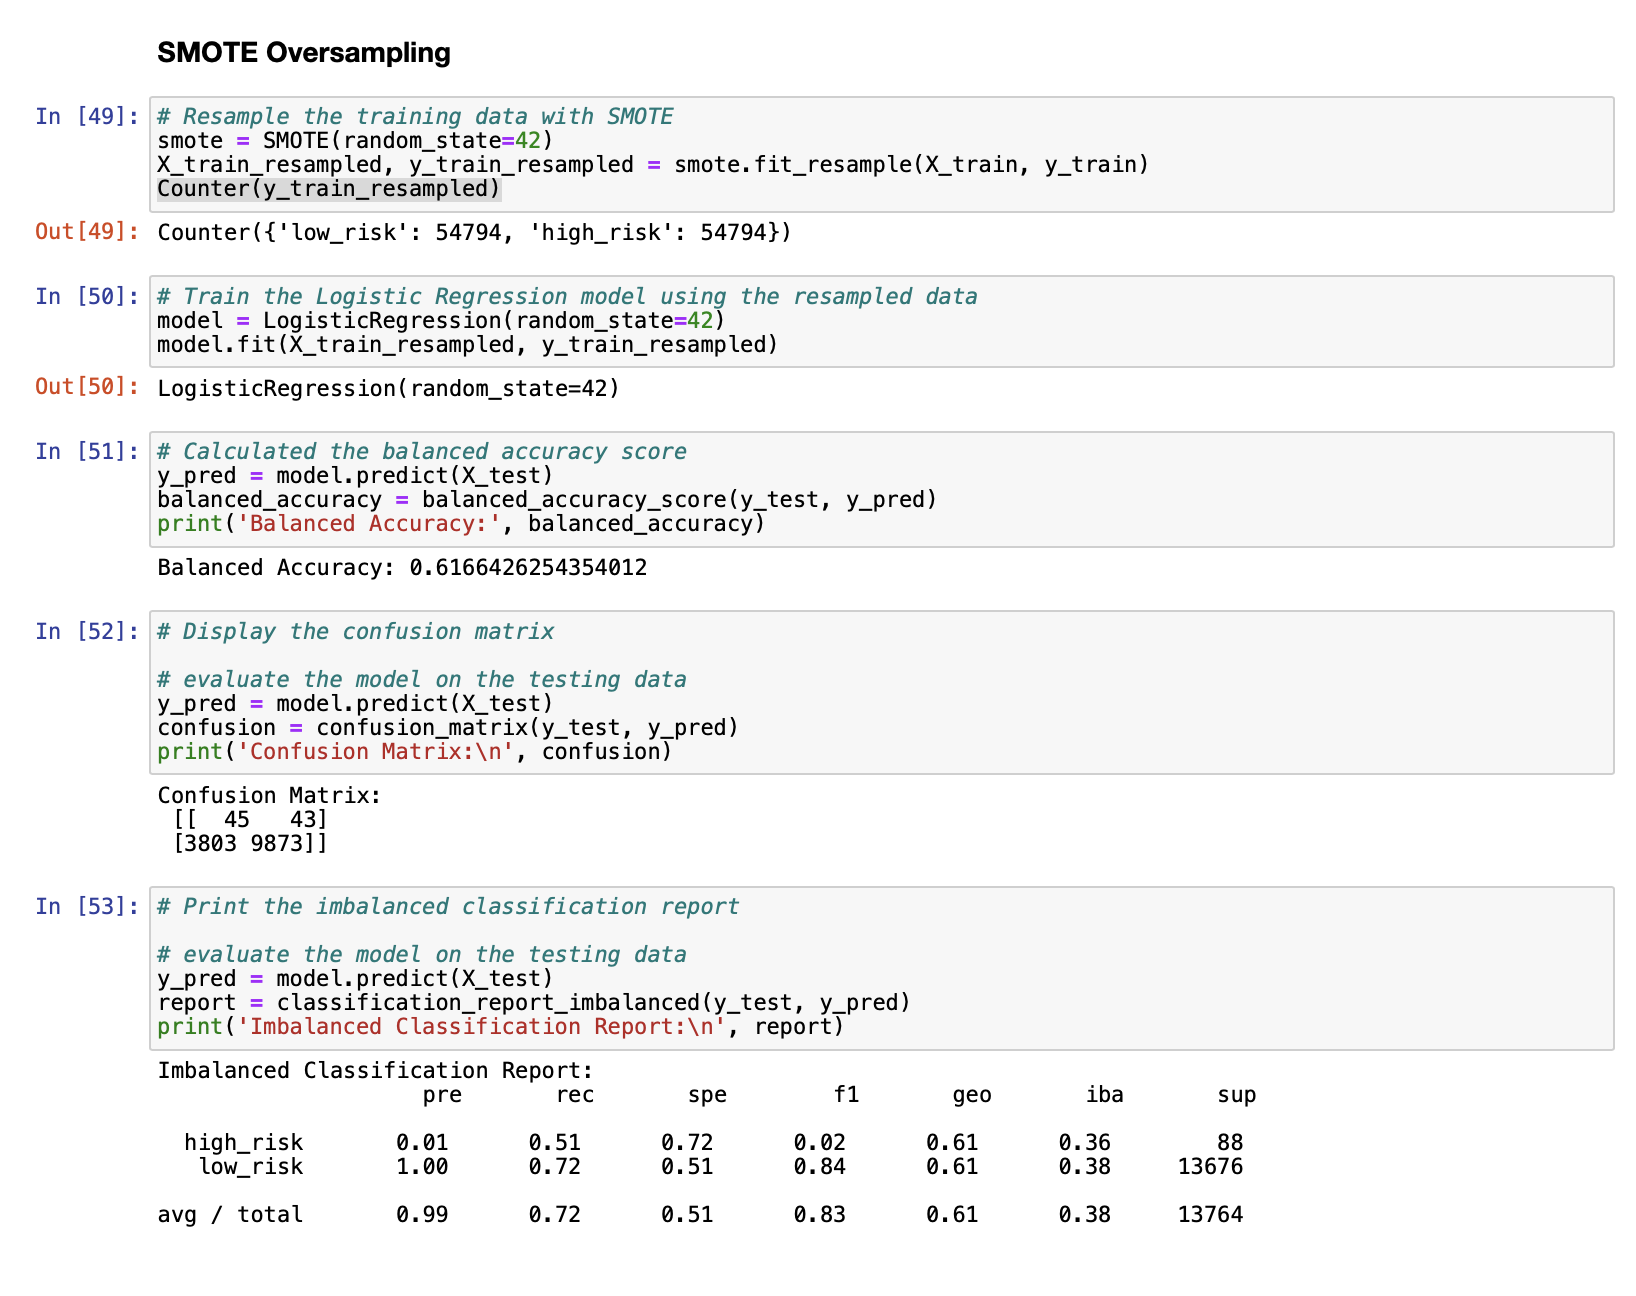 SMOTE Oversampling
In [49]: # Resample the training data with SMOTE
smote = SMOTE(random_state=42)
X_train_resampled, y_train_resampled = smote.fit_resample(X_train, y_train)
Counter(y_train_resampled)
Out[49]: Counter({'low_risk': 54794, 'high_risk': 54794})
In [50]: # Train the Logistic Regression model using the resampled data
model = LogisticRegression(random_state=42)
model.fit(X_train_resampled, y_train_resampled)
Out[50]: LogisticRegression(random_state=42)
In [51]: # Calculated the balanced accuracy score
y_pred = model.predict(X_test)
balanced_accuracy = balanced_accuracy_score(y_test, y_pred)
print('Balanced Accuracy:', balanced_accuracy)
Balanced Accuracy: 0.6166426254354012
In [52]: # Display the confusion matrix
# evaluate the model on the testing data
y_pred = model.predict(X_test)
confusion = confusion_matrix(y_test, y_pred)
print('Confusion Matrix:\n', confusion)
Confusion Matrix:
[[  45   43]
[3803 9873]]
In [53]: # Print the imbalanced classification report
# evaluate the model on the testing data
y_pred = model.predict(X_test)
report = classification_report_imbalanced(y_test, y_pred)
print('Imbalanced Classification Report:\n', report)
Imbalanced Classification Report:
pre rec spe f1 geo iba sup
high_risk 0.01 0.51 0.72 0.02 0.61 0.36 88
low_risk 1.00 0.72 0.51 0.84 0.61 0.38 13676
avg / total 0.99 0.72 0.51 0.83 0.61 0.38 13764